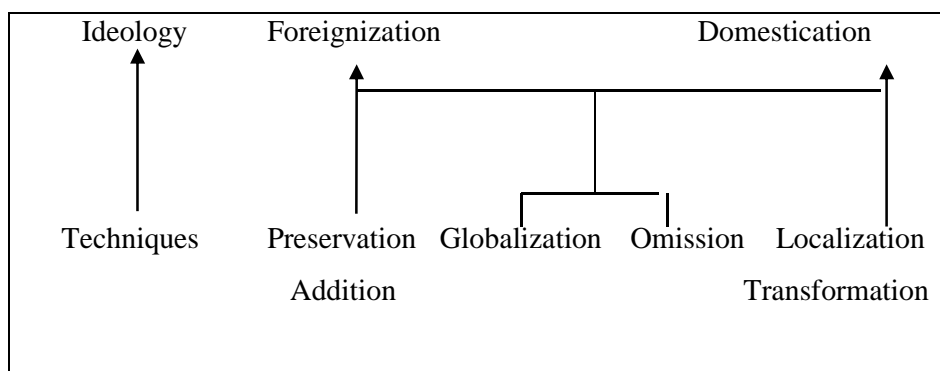 Ideology Foreignization Domestication
Techniques Preservation Globalization Omission Localization
Addition Transformation